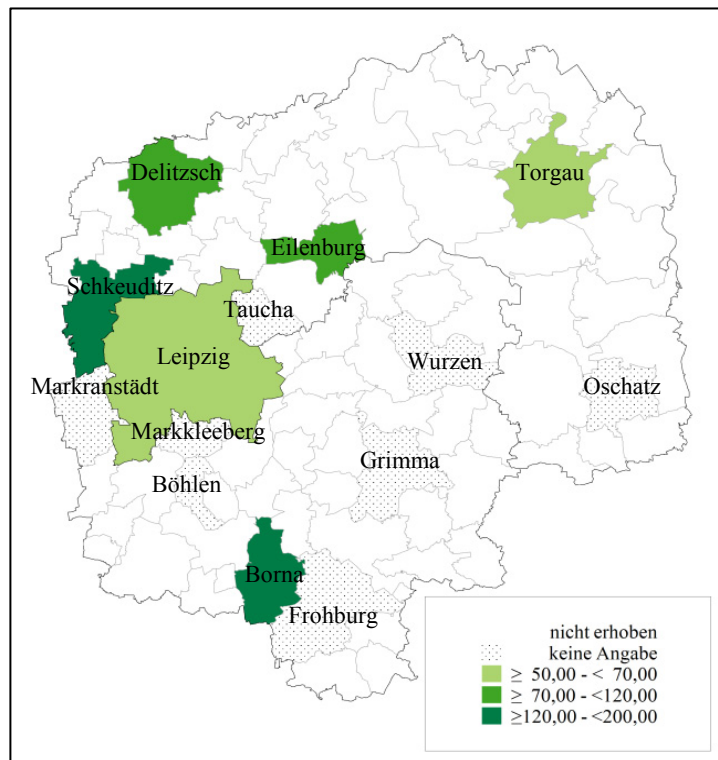 Delitzsch
Torgau
Eilenburg
Schkeuditz
Taucha
Leipzig
Wurzen
Markranstädt
Oschatz
Markkleeberg
Grimma
Böhlen
Borna
Frohburg
nicht erhoben
keine Angabe
≥ 50,00 - < 70,00
≥ 70,00 - <120,00
≥120,00 - <200,00